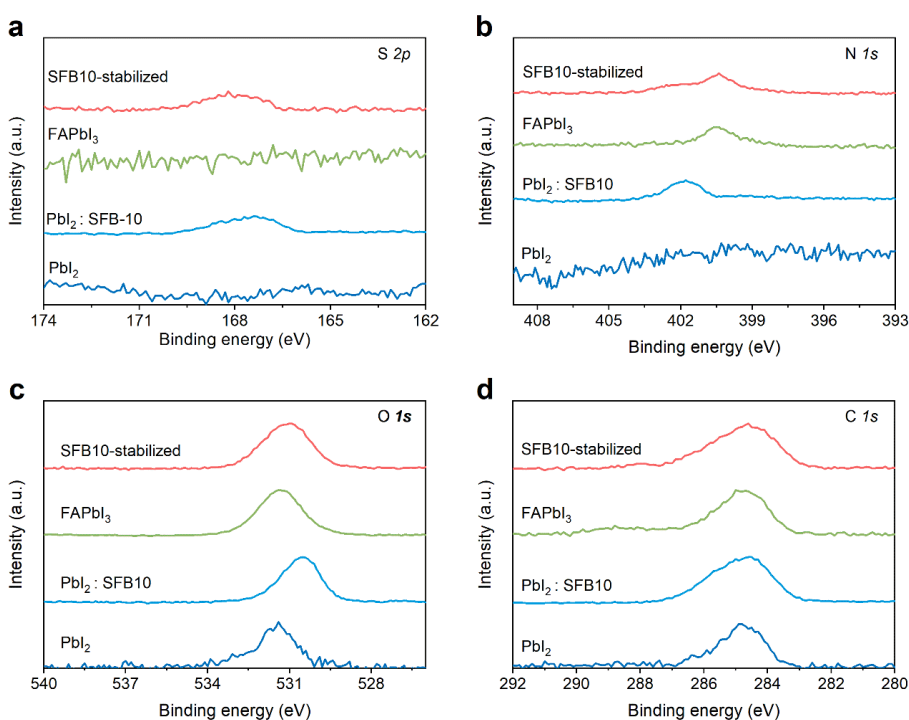 a
S 2p
SFB10-stabilized
FAPbI3
PbI2 : SFB-10
PbI2
Intensity (a.u.)
174 171 168 165 162
Binding energy (eV)
b
N 1s
SFB10-stabilized
FAPbI3
PbI2 : SFB10
PbI2
Intensity (a.u.)
408 405 402 399 396 393
Binding energy (eV)
c
O 1s
SFB10-stabilized
FAPbI3
PbI2 : SFB10
PbI2
Intensity (a.u.)
540 537 534 531 528
Binding energy (eV)
d
C 1s
SFB10-stabilized
FAPbI3
PbI2 : SFB10
PbI2
Intensity (a.u.)
292 290 288 286 284 282 280
Binding energy (eV)